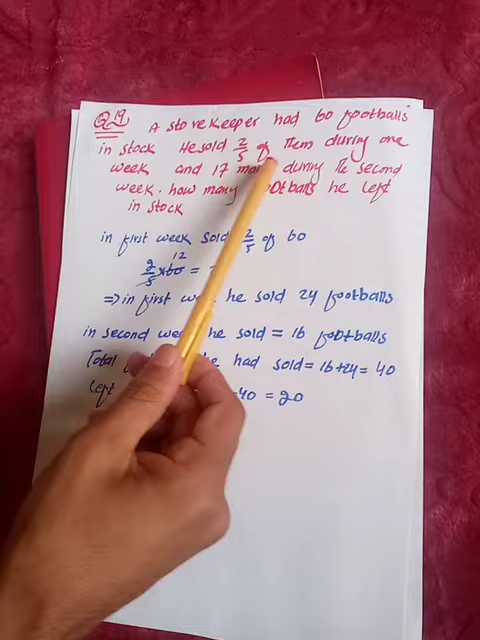 Q19 A storekeeper had 60 footballs
in stock He sold 2/5 of them during one
week and 17 during the second
week. how many he left
in stock
in first week sold 2/5 of 60
2/5 × 60 12 =
⇒ in first he sold 24 footballs
in second he sold = 16 footballs
Total he had sold = 16+24 = 40
left 40 = 20